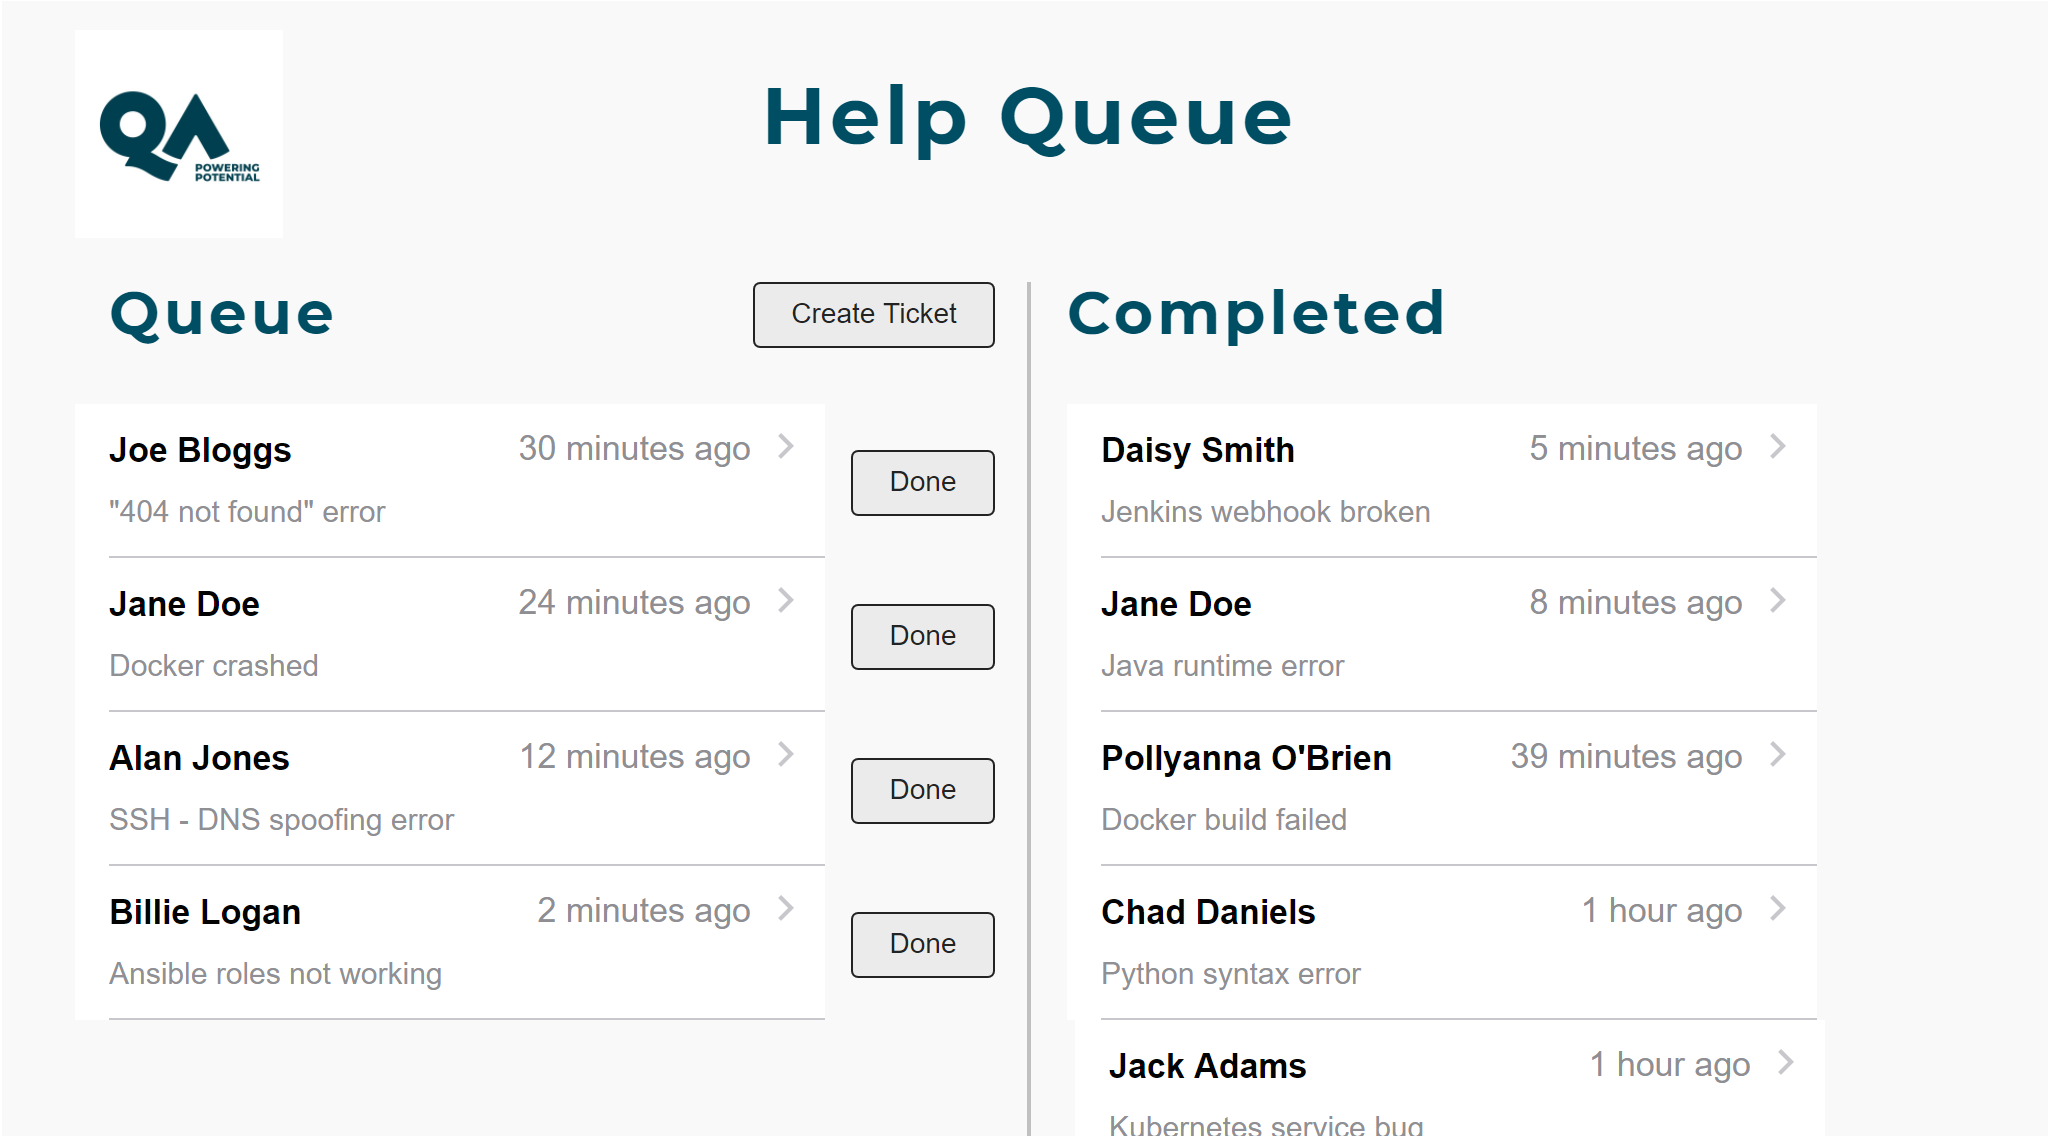 QA
POWERING
POTENTIAL
Help Queue
Queue
Create Ticket
Joe Bloggs 30 minutes ago
"404 not found" error
Done
Jane Doe 24 minutes ago
Docker crashed
Done
Alan Jones 12 minutes ago
SSH - DNS spoofing error
Done
Billie Logan 2 minutes ago
Ansible roles not working
Done
Completed
Daisy Smith 5 minutes ago
Jenkins webhook broken
Jane Doe 8 minutes ago
Java runtime error
Pollyanna O'Brien 39 minutes ago
Docker build failed
Chad Daniels 1 hour ago
Python syntax error
Jack Adams 1 hour ago
Kubernetes service bug